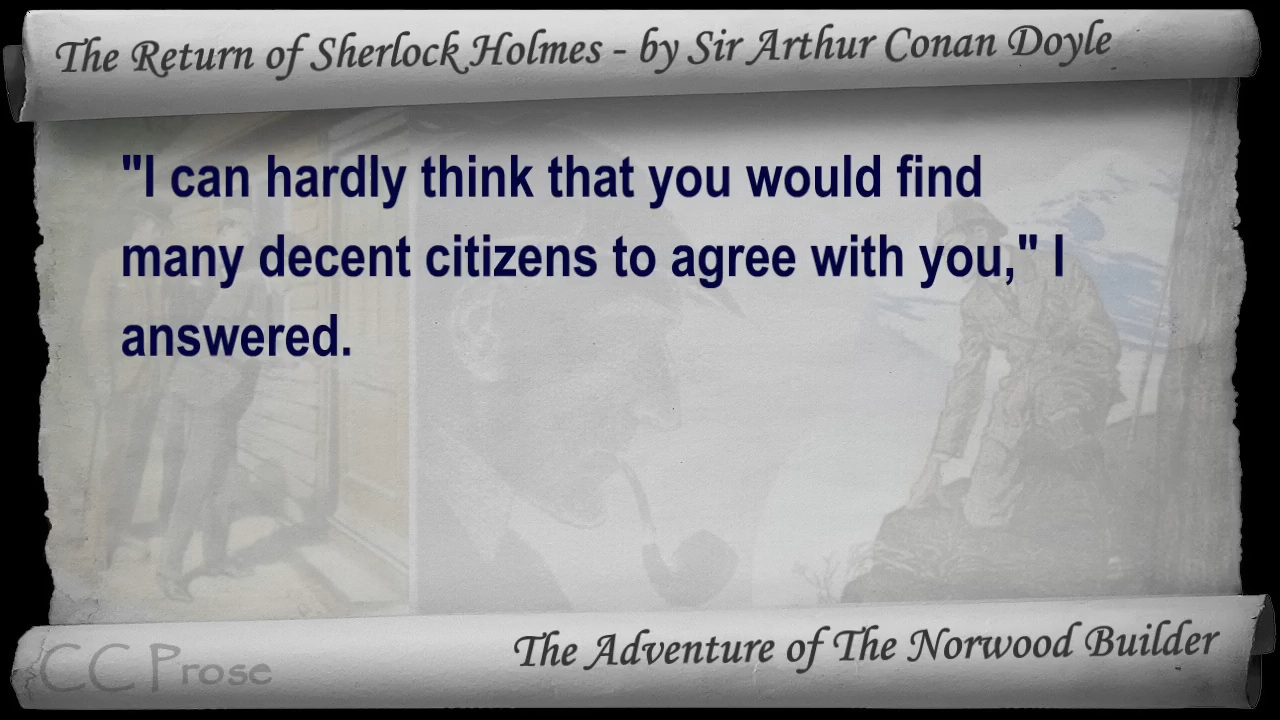 The Return of Sherlock Holmes - by Sir Arthur Conan Doyle
"I can hardly think that you would find
many decent citizens to agree with you," I
answered.
The Adventure of The Norwood Builder
CC Prose